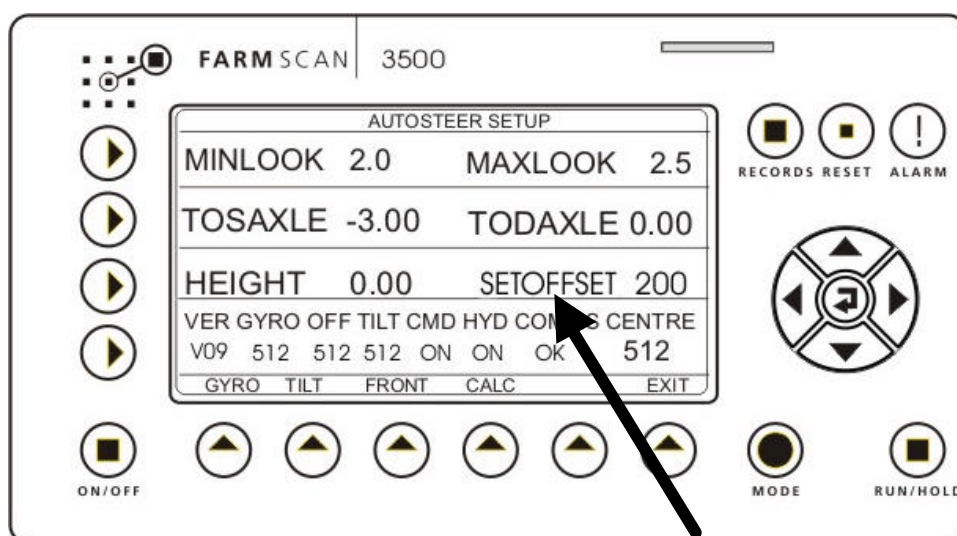 FARMSCAN 3500
AUTOSTEER SETUP
MINLOOK 2.0 MAXLOOK 2.5
RECORDS RESET ALARM
TOSAXLE -3.00 TODAXLE 0.00
HEIGHT 0.00 SETOFFSET 200
VER GYRO OFF TILT CMD HYD CENTRE
V09 512 512 512 ON ON OK 512
GYRO TILT FRONT CALC EXIT
ON/OFF MODE RUN/HOLD